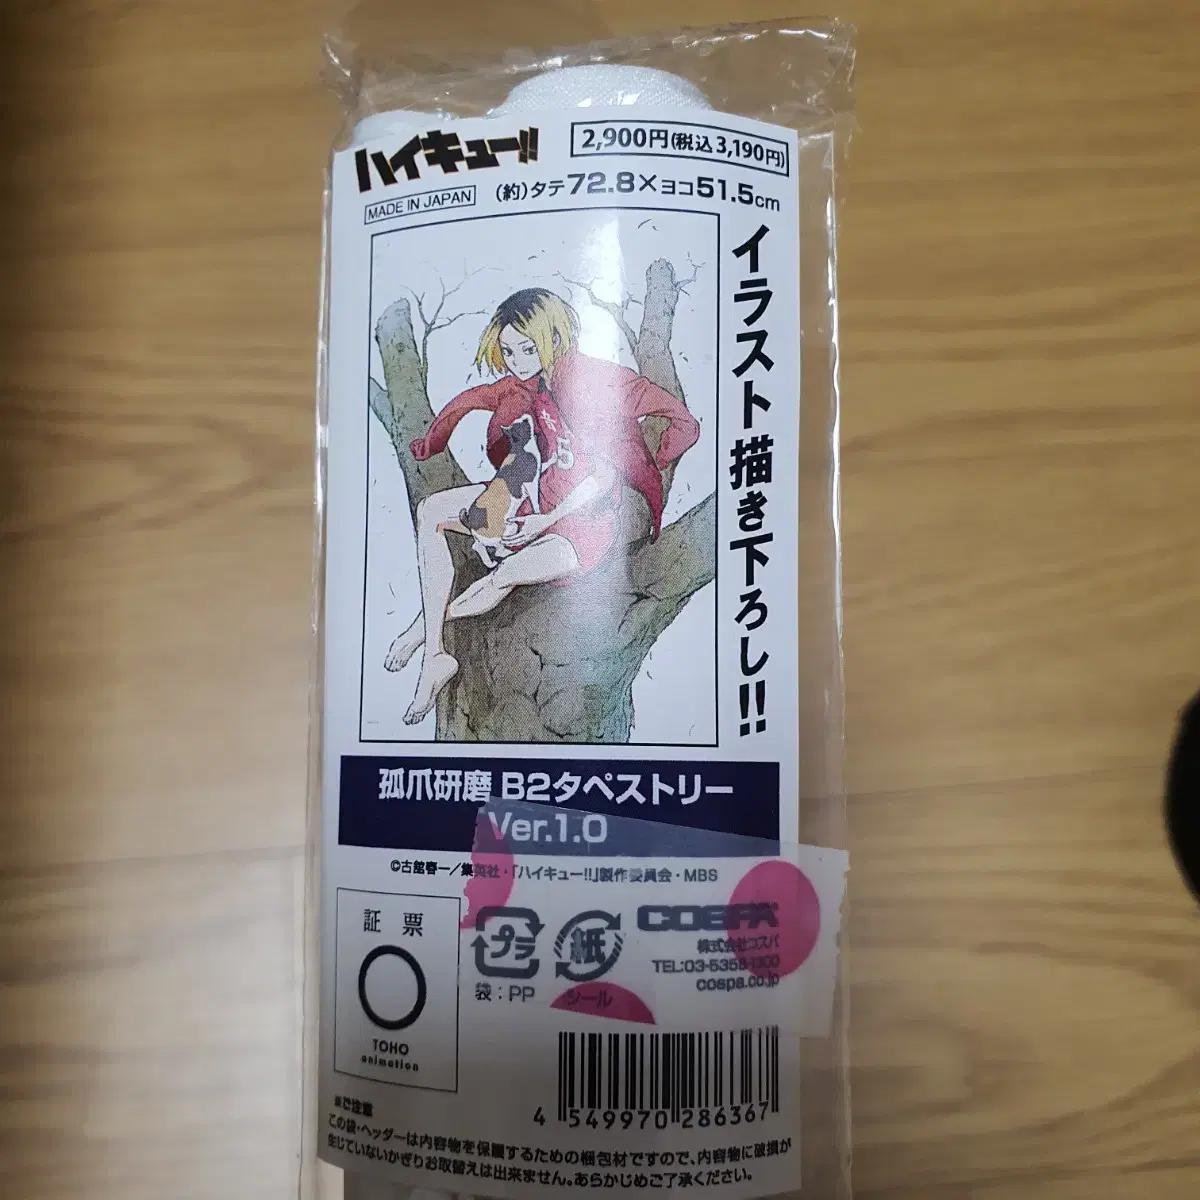 ハイキュー!!
2,900円(税込3,190円)
MADE IN JAPAN
(約)タテ72.8×ヨコ51.5cm
イラスト描き下ろし!!
5
孤爪研磨 B2タペストリー
Ver.1.0
©古舘春一/集英社・「ハイキュー!!」製作委員会・MBS
証票
TOHO
animation
プラ
袋:PP
紙
シール
COSPA
株式会社コスパ
TEL:03-5358-1300
cospa.co.jp
4 549970 286367
※ご注意
この袋・ヘッダーは内容物を保護するための梱包材ですので、内容物に破損が
生じていないかぎりお取替えは出来ません。あらかじめご了承ください。